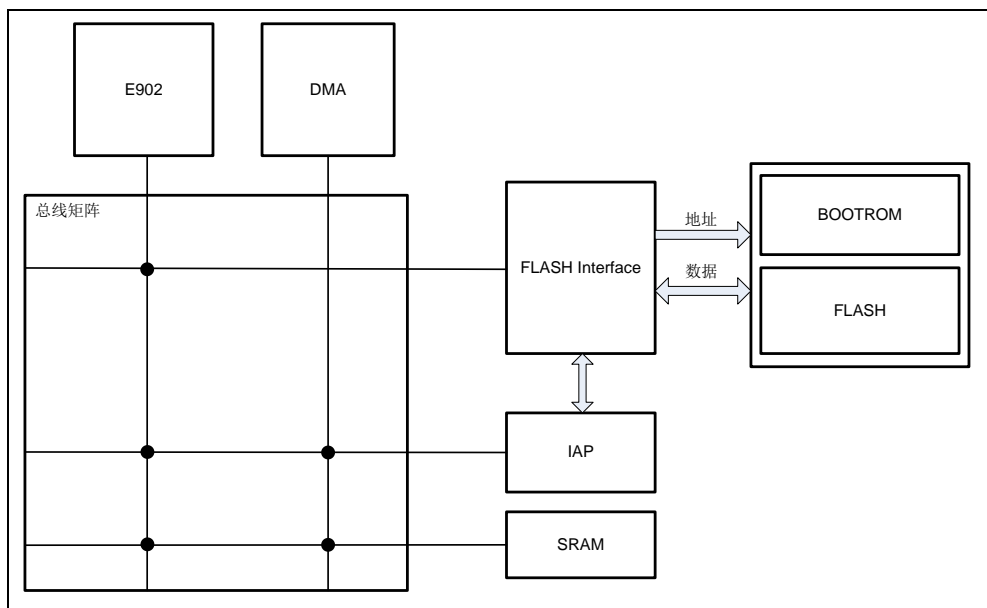 E902
DMA
总线矩阵
FLASH Interface
地址
数据
BOOTROM
FLASH
IAP
SRAM